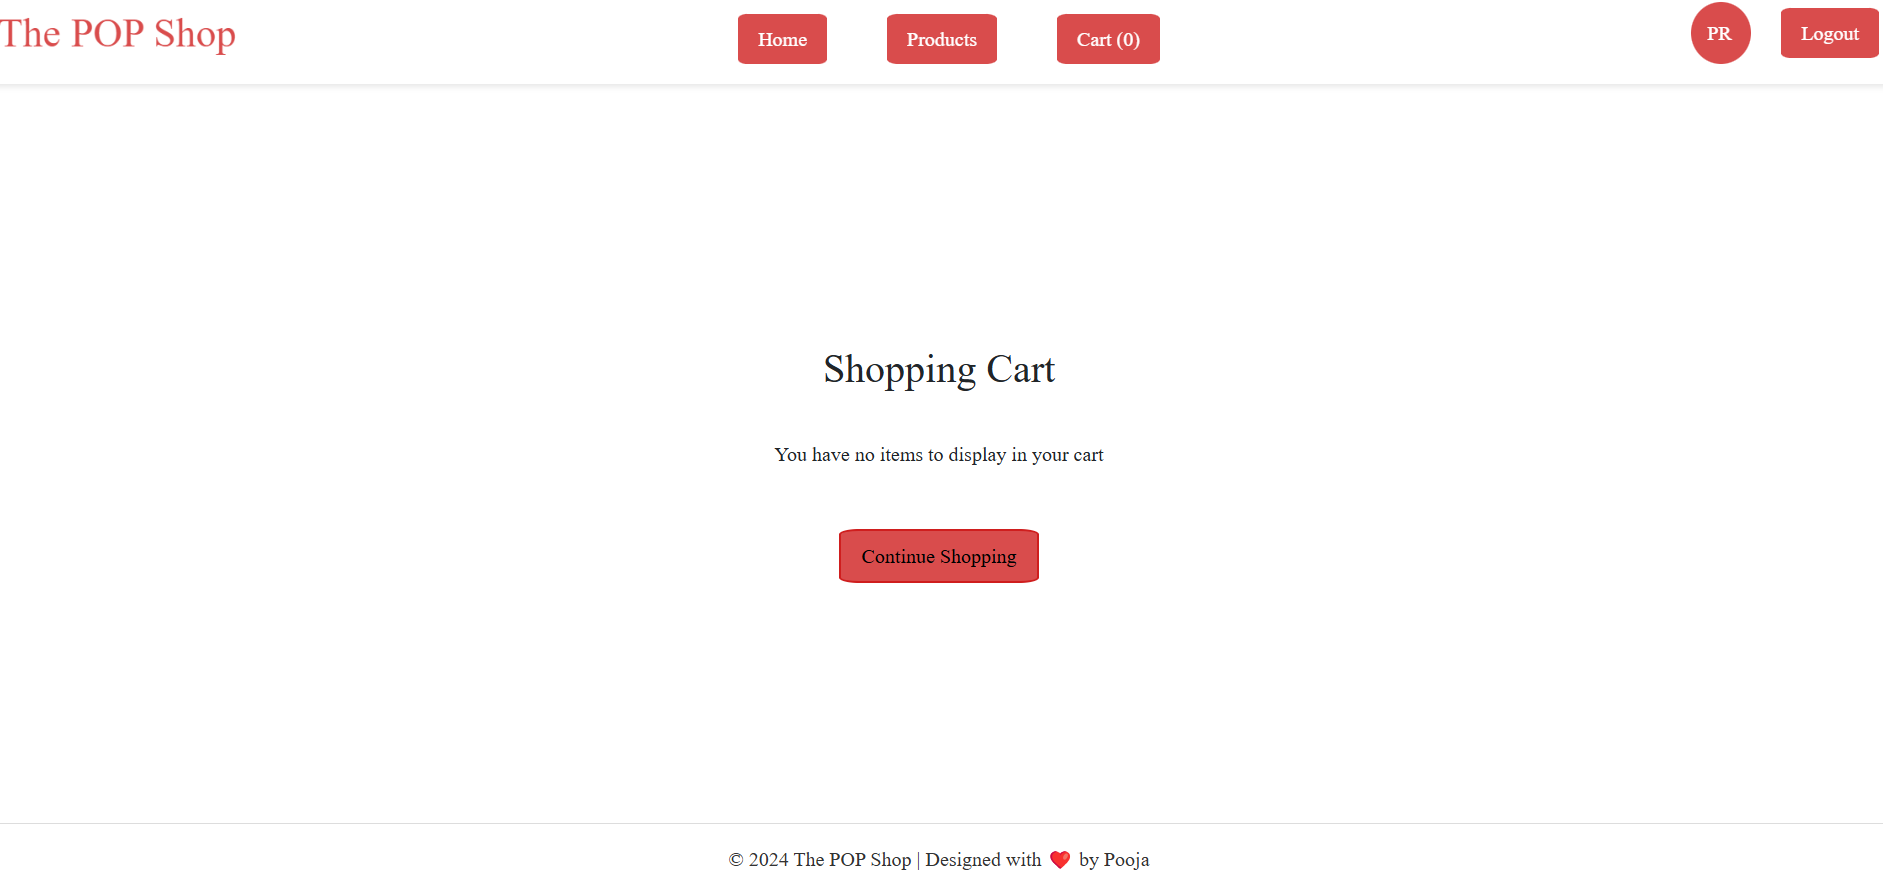 The POP Shop
Home
Products
Cart (0)
PR
Logout
Shopping Cart
You have no items to display in your cart
Continue Shopping
© 2024 The POP Shop | Designed with ❤️ by Pooja